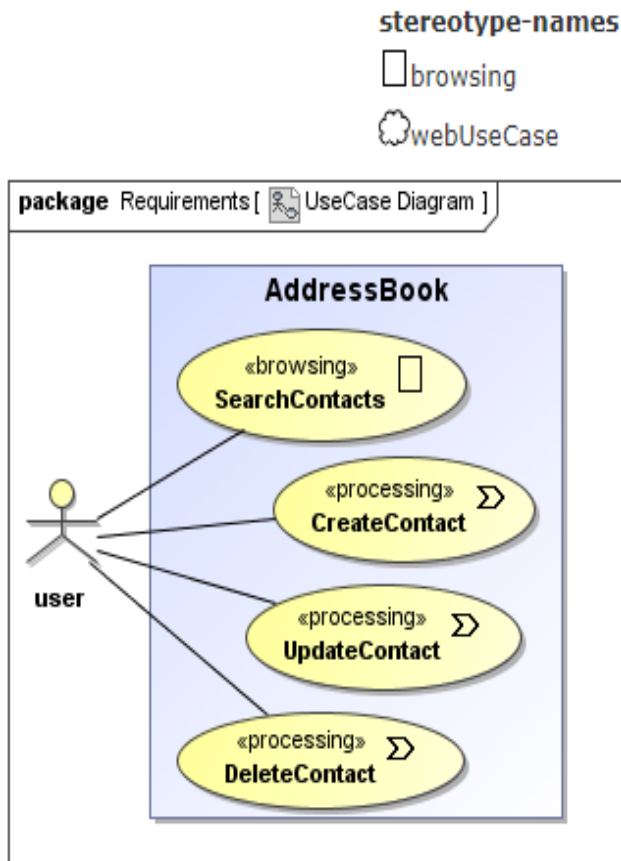 stereotype-names
browsing
webUseCase
package Requirements [ UseCase Diagram ]
AddressBook
«browsing»
SearchContacts
«processing»
CreateContact
user
«processing»
UpdateContact
«processing»
DeleteContact